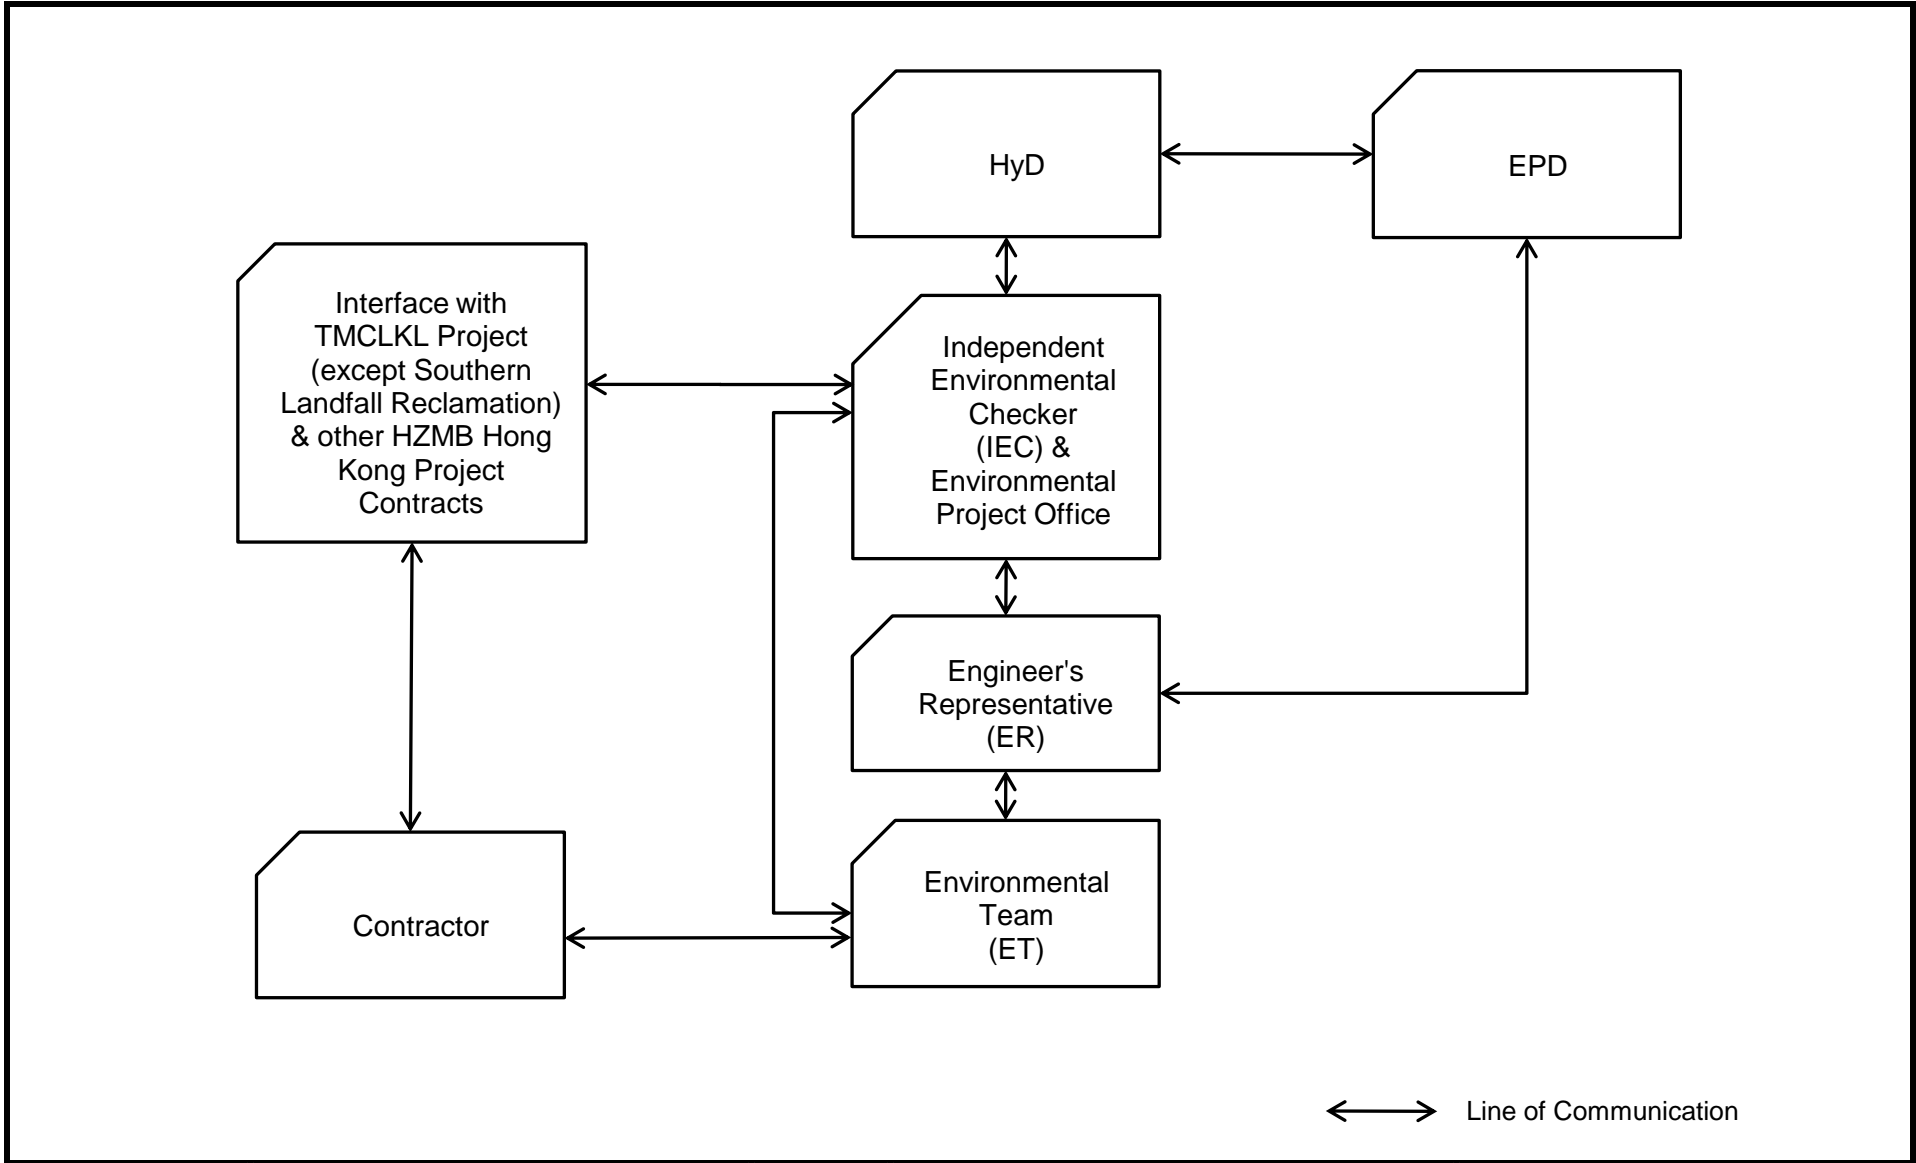 HyD
EPD
Interface with
TMCLKL Project
(except Southern
Landfall Reclamation)
& other HZMB Hong
Kong Project
Contracts
Independent
Environmental
Checker
(IEC) &
Environmental
Project Office
Engineer's
Representative
(ER)
Environmental
Team
(ET)
Contractor
Line of Communication